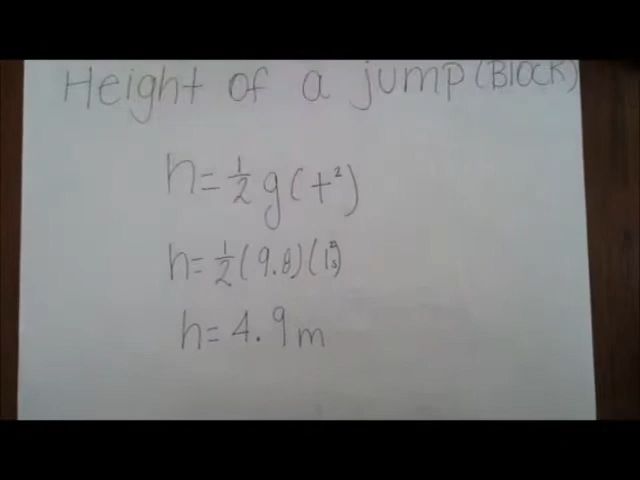 Height of a jump (Block)
h = 1/2 g(t²)
h = 1/2 (9.8)(1s²)
h = 4.9m